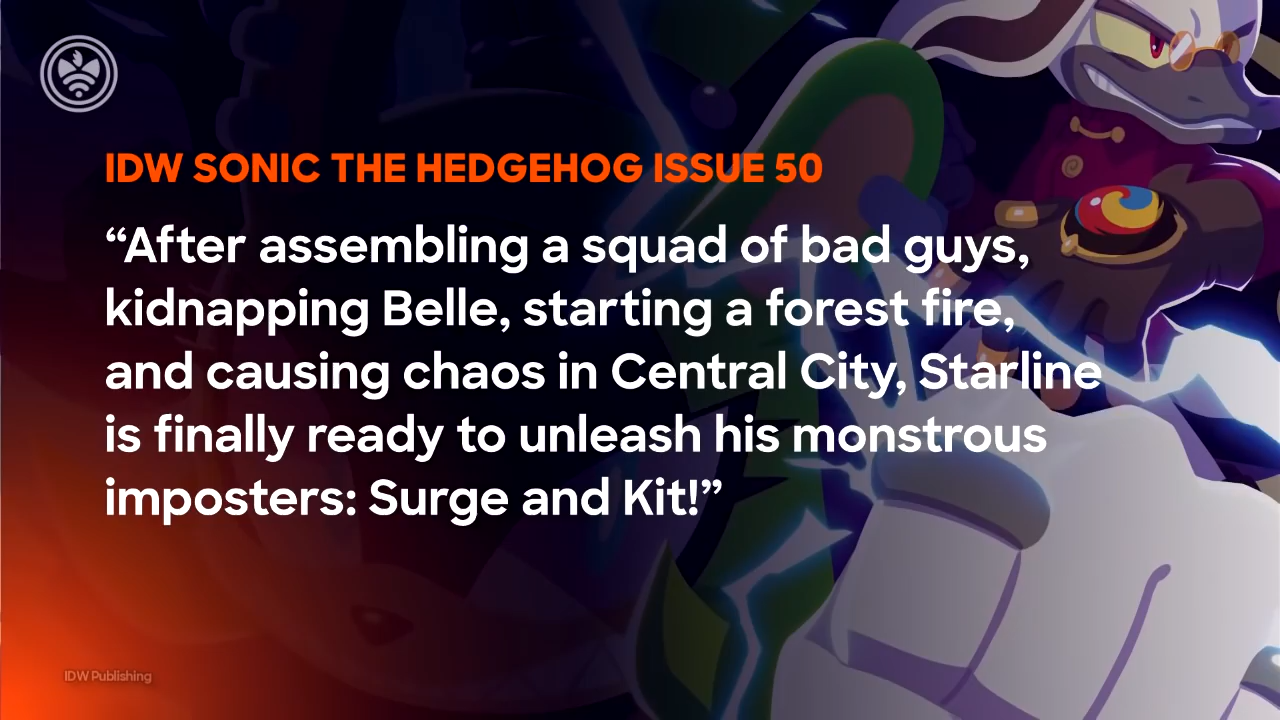 IDW SONIC THE HEDGEHOG ISSUE 50
“After assembling a squad of bad guys,
kidnapping Belle, starting a forest fire,
and causing chaos in Central City, Starline
is finally ready to unleash his monstrous
imposters: Surge and Kit!”
IDW Publishing